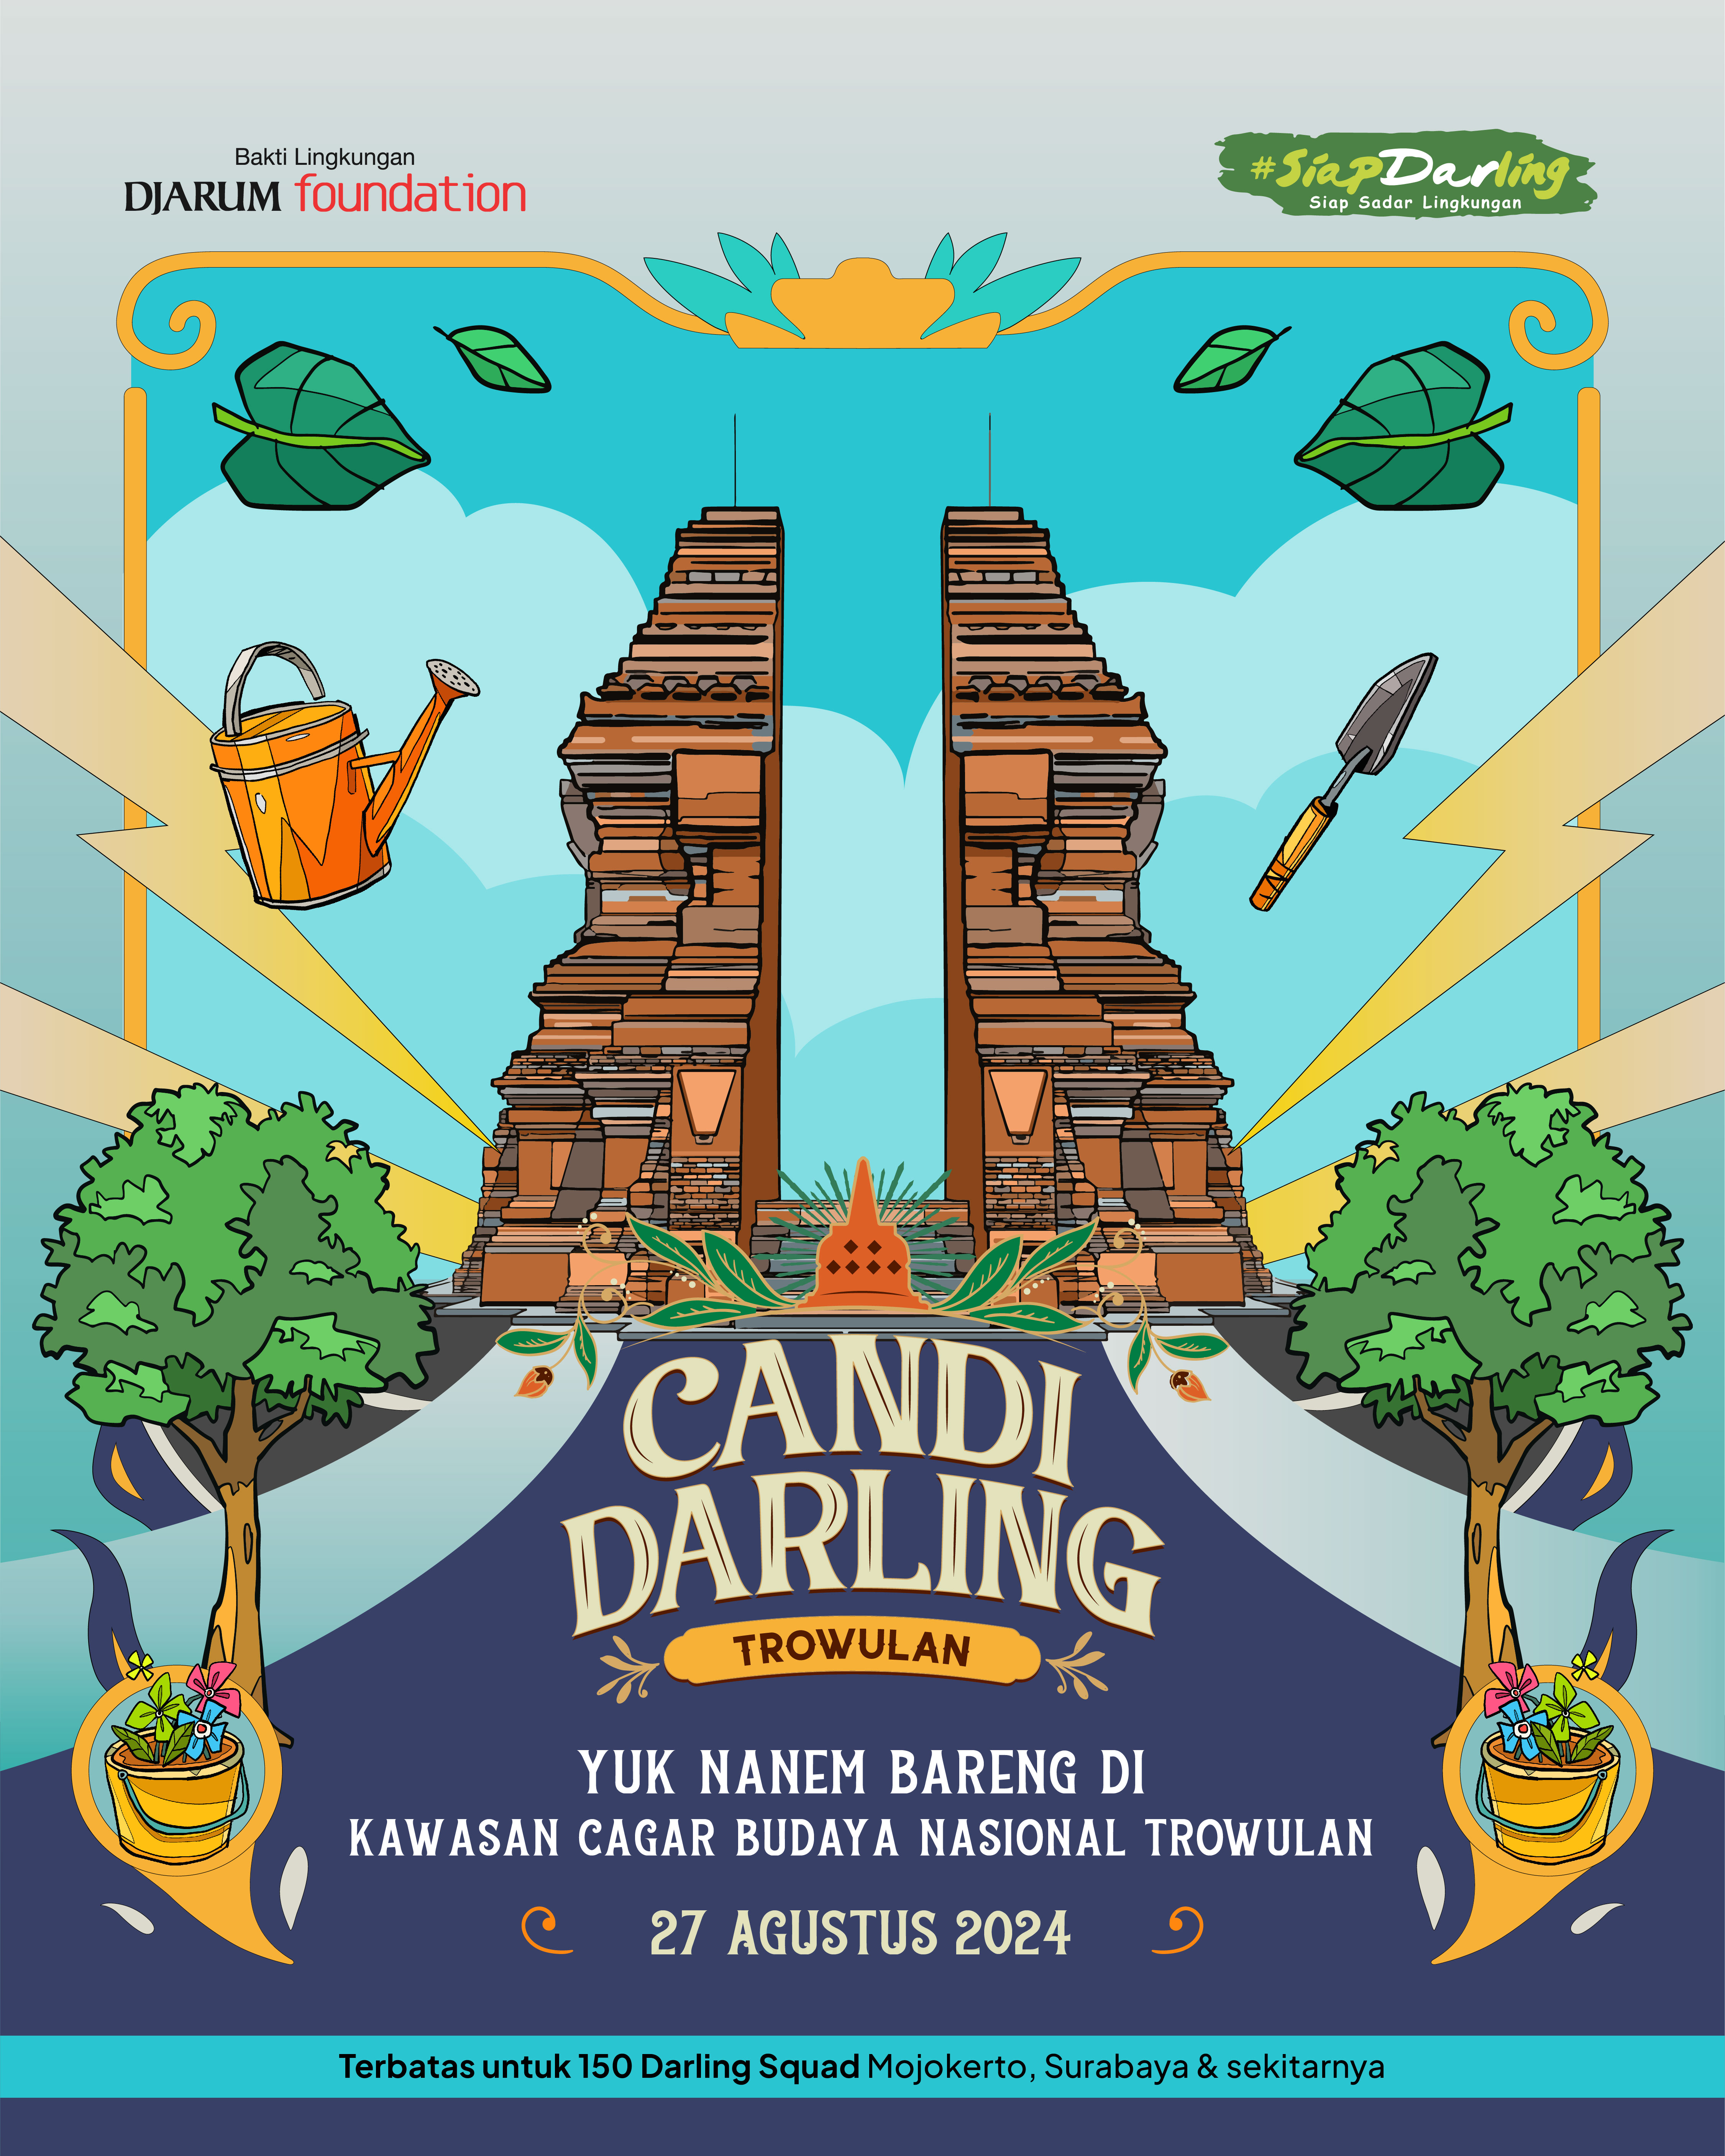 Bakti Lingkungan
DJARUM foundation
#SiapDarling
Siap Sadar Lingkungan
CANDI
DARLING
TROWULAN
YUK NANEM BARENG DI
KAWASAN CAGAR BUDAYA NASIONAL TROWULAN
27 AGUSTUS 2024
Terbatas untuk 150 Darling Squad Mojokerto, Surabaya & sekitarnya